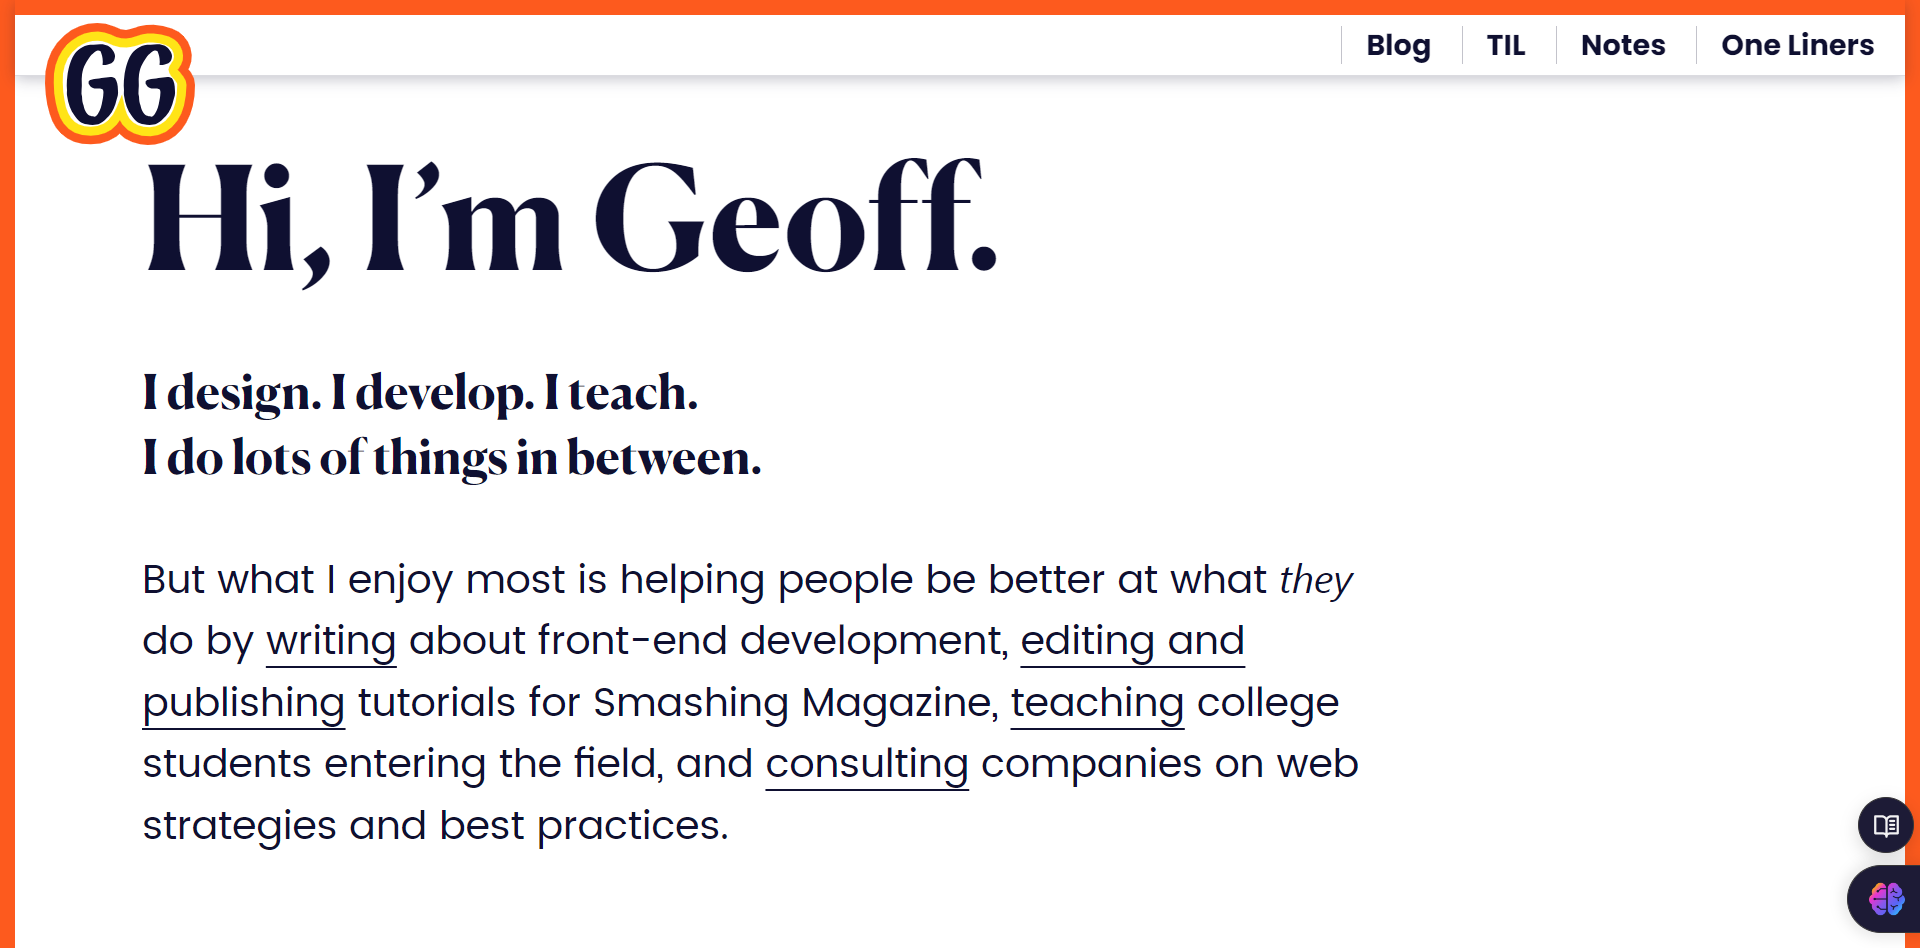 GG
Blog TIL Notes One Liners
Hi, I’m Geoff.
I design. I develop. I teach.
I do lots of things in between.
But what I enjoy most is helping people be better at what they
do by writing about front-end development, editing and
publishing tutorials for Smashing Magazine, teaching college
students entering the field, and consulting companies on web
strategies and best practices.